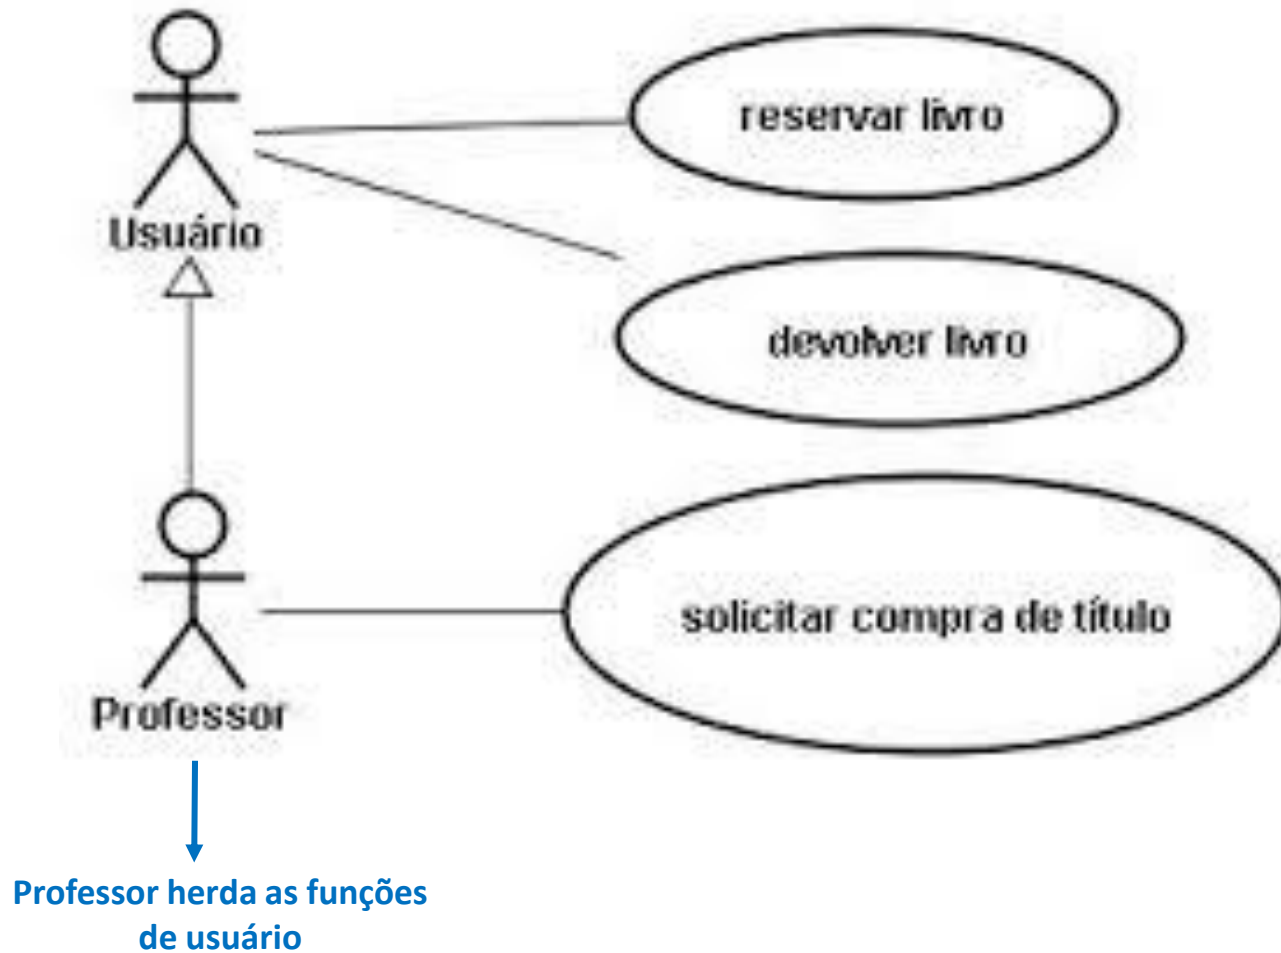 reservar livro
Usuário
devolver livro
solicitar compra de título
Professor
Professor herda as funções
de usuário